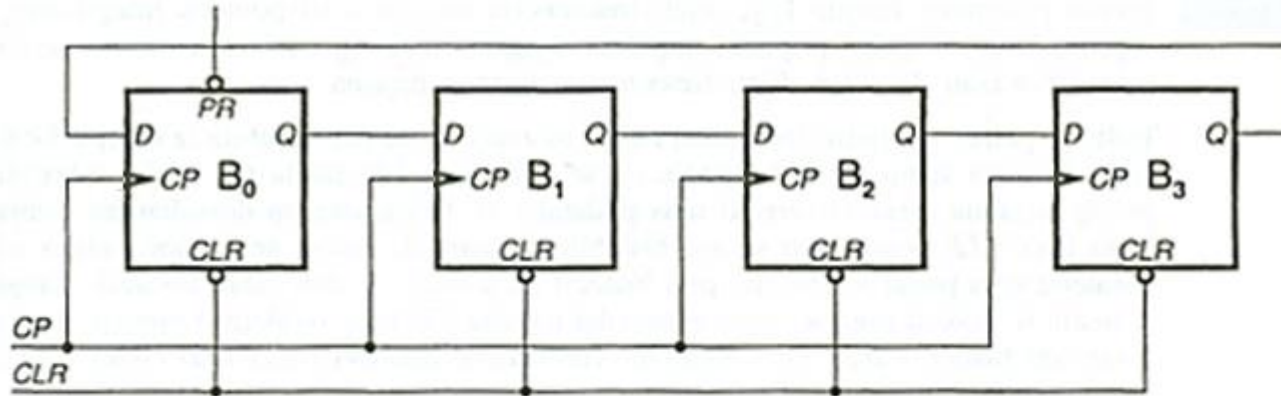 PR
D Q D Q D Q D Q
CP B₀ CP B₁ CP B₂ CP B₃
CLR CLR CLR CLR
CP
CLR